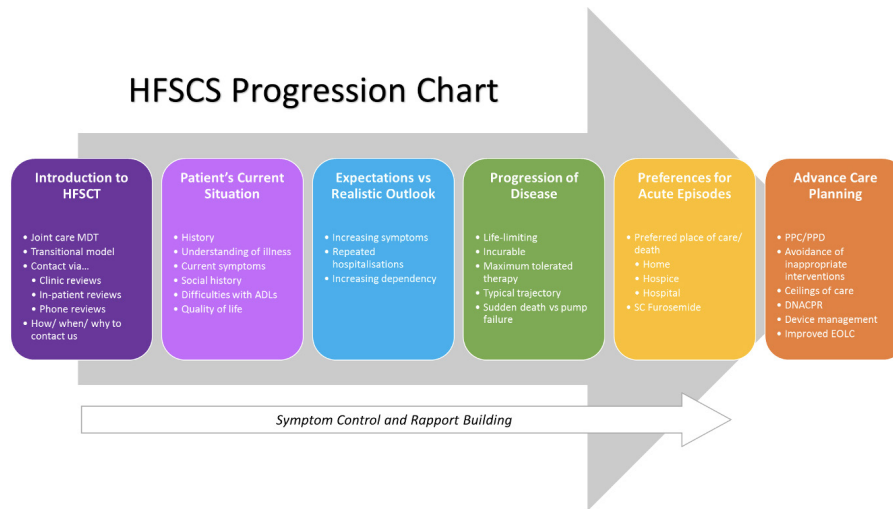 HFSCS Progression Chart
Introduction to
HFSCT
• Joint care MDT
• Transitional model
• Contact via...
• Clinic reviews
• In-patient reviews
• Phone reviews
• How/ when/ why to
contact us
Patient's Current
Situation
• History
• Understanding of illness
• Current symptoms
• Social history
• Difficulties with ADLs
• Quality of life
Expectations vs
Realistic Outlook
• Increasing symptoms
• Repeated
hospitalisations
• Increasing dependency
Progression of
Disease
• Life-limiting
• Incurable
• Maximum tolerated
therapy
• Typical trajectory
• Sudden death vs pump
failure
Preferences for
Acute Episodes
• Preferred place of care/
death
• Home
• Hospice
• Hospital
• SC Furosemide
Advance Care
Planning
• PPC/PPD
• Avoidance of
inappropriate
interventions
• Ceilings of care
• DNACPR
• Device management
• Improved EOLC
Symptom Control and Rapport Building